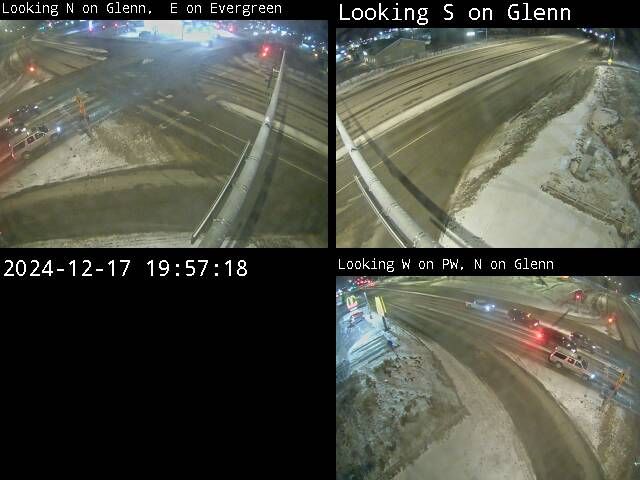 Looking N on Glenn, E on Evergreen
Looking S on Glenn
2024-12-17 19:57:18
Looking W on PW, N on Glenn